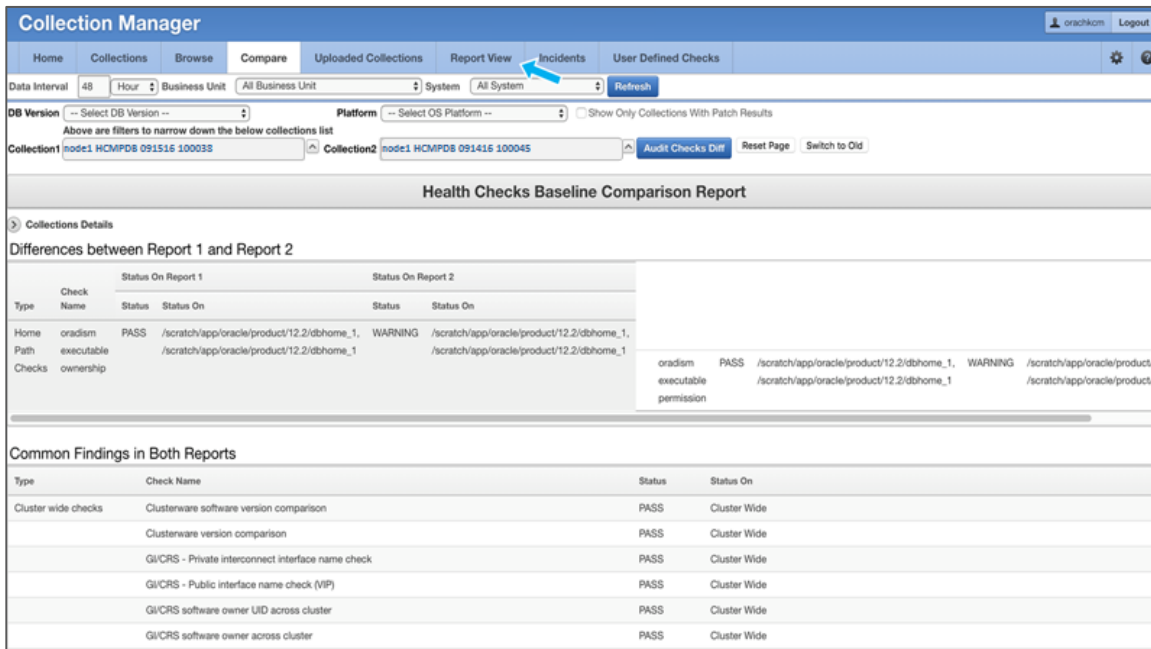 Collection Manager
orachkcm Logout
Home Collections Browse Compare Uploaded Collections Report View Incidents User Defined Checks
Data Interval 48 Hour Business Unit All Business Unit System All System Refresh
DB Version -- Select DB Version -- Platform -- Select OS Platform -- Show Only Collections With Patch Results
Above are filters to narrow down the below collections list
Collection1 node1 HCMPDB 091516 100038 Collection2 node1 HCMPDB 091416 100045 Audit Checks Diff Reset Page Switch to Old
Health Checks Baseline Comparison Report
Collections Details
Differences between Report 1 and Report 2
Status On Report 1 Status On Report 2
Type Check Name Status Status On Status Status On
Home oradism PASS /scratch/app/oracle/product/12.2/dbhome_1, WARNING /scratch/app/oracle/product/12.2/dbhome_1,
Path executable /scratch/app/oracle/product/12.2/dbhome_1 /scratch/app/oracle/product/12.2/dbhome_1
Checks ownership
oradism PASS /scratch/app/oracle/product/12.2/dbhome_1, WARNING /scratch/app/oracle/product
executable /scratch/app/oracle/product/12.2/dbhome_1 /scratch/app/oracle/product
permission
Common Findings in Both Reports
Type Check Name Status Status On
Cluster wide checks Clusterware software version comparison PASS Cluster Wide
Clusterware version comparison PASS Cluster Wide
GI/CRS - Private interconnect interface name check PASS Cluster Wide
GI/CRS - Public interface name check (VIP) PASS Cluster Wide
GI/CRS software owner UID across cluster PASS Cluster Wide
GI/CRS software owner across cluster PASS Cluster Wide